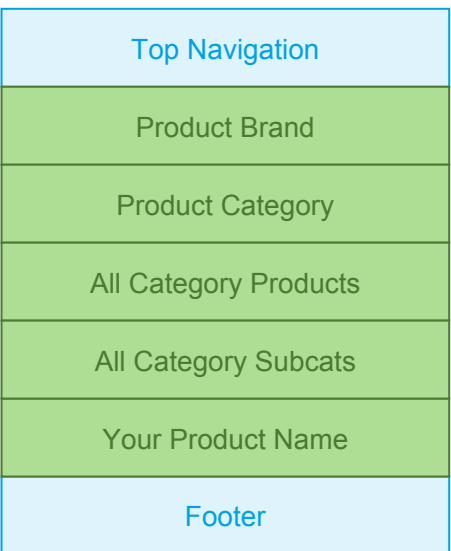 Top Navigation
Product Brand
Product Category
All Category Products
All Category Subcats
Your Product Name
Footer